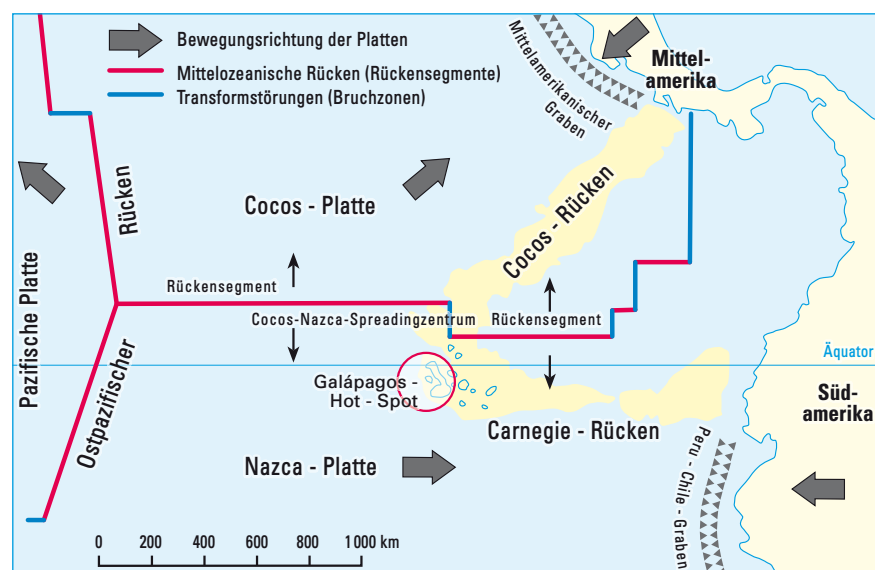 Bewegungsrichtung der Platten
Mittelozeanische Rücken (Rückensegmente)
Transformstörungen (Bruchzonen)
Mittelamerikanischer
Graben
Mittel-
amerika
Rücken
Cocos - Platte
Cocos - Rücken
Pazifische Platte
Rückensegment
Cocos-Nazca-Spreadingzentrum
Rückensegment
Äquator
Ostpazifischer
Galápagos -
Hot - Spot
Süd-
amerika
Carnegie - Rücken
Nazca - Platte
Peru - Chile - Graben
0 200 400 600 800 1000 km